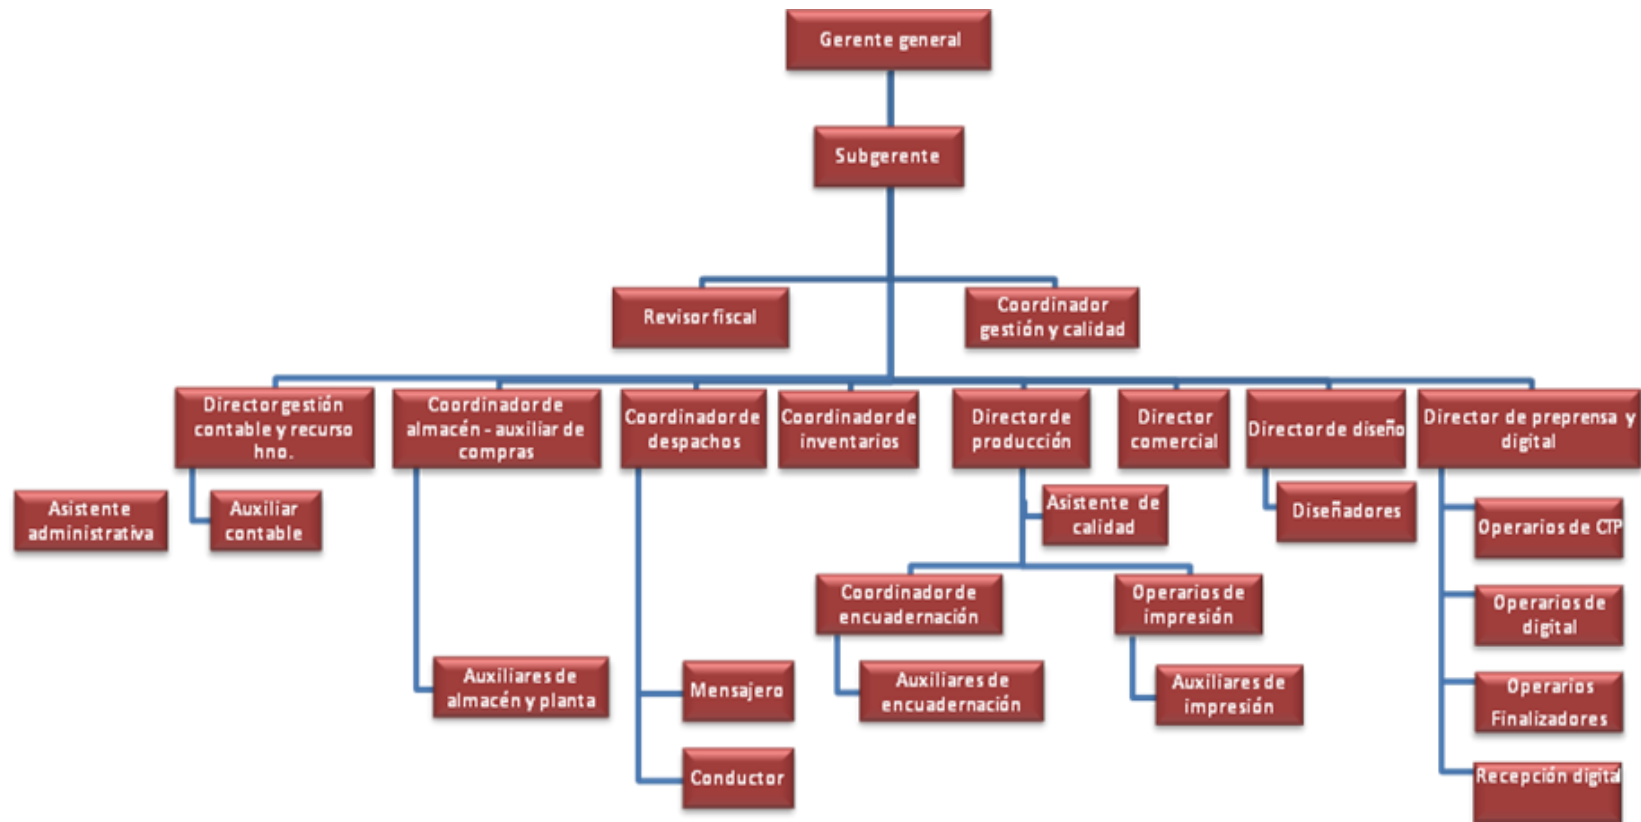 Gerente general
Subgerente
Revisor fiscal
Coordinador
gestión y calidad
Director gestión
contable y recurso
hno.
Coordinador de
almacén - auxiliar de
compras
Coordinador de
despachos
Coordinador de
inventarios
Director de
producción
Director
comercial
Director de diseño
Director de preprensa y
digital
Asistente
administrativa
Auxiliar
contable
Asistente de
calidad
Diseñadores
Operarios de CTP
Coordinador de
encuadernación
Operarios de
impresión
Operarios de
digital
Auxiliares de
almacén y planta
Mensajero
Auxiliares de
encuadernación
Auxiliares de
impresión
Operarios
Finalizadores
Conductor
Recepción digital